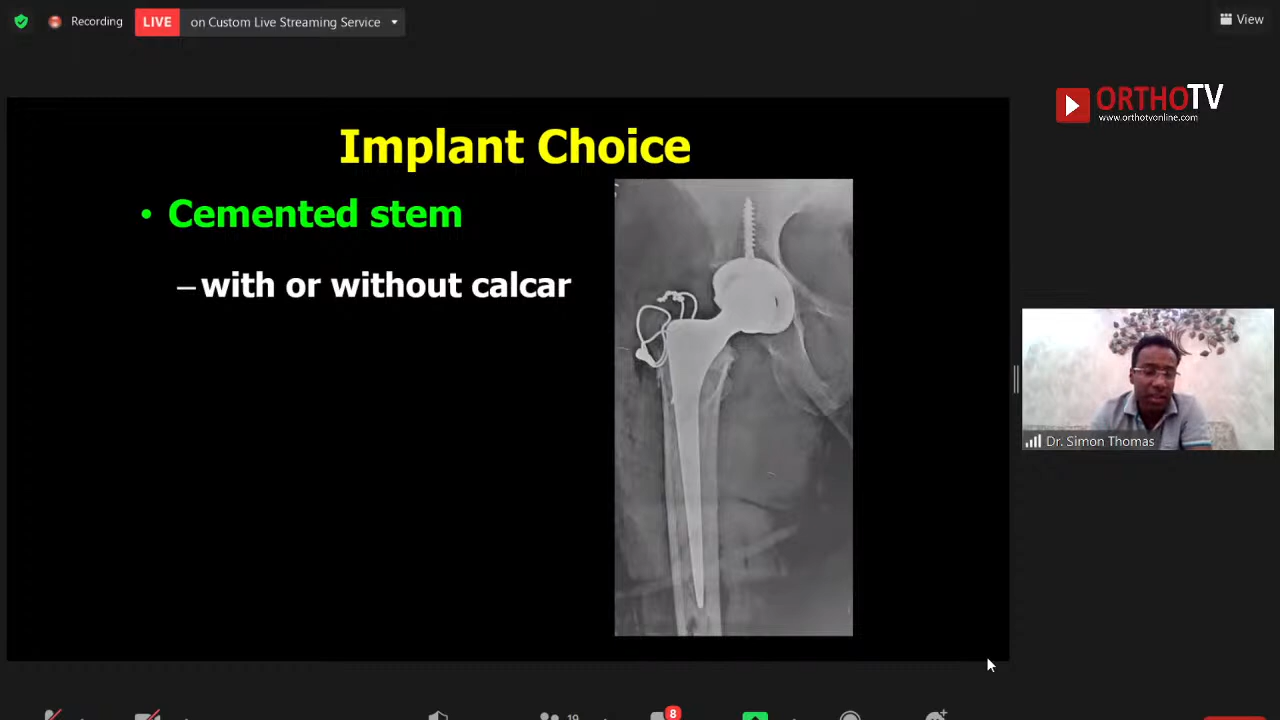 Recording
LIVE on Custom Live Streaming Service
View
ORTHOTV
www.orthotvonline.com
Implant Choice
• Cemented stem
– with or without calcar
Dr. Simon Thomas
19
8